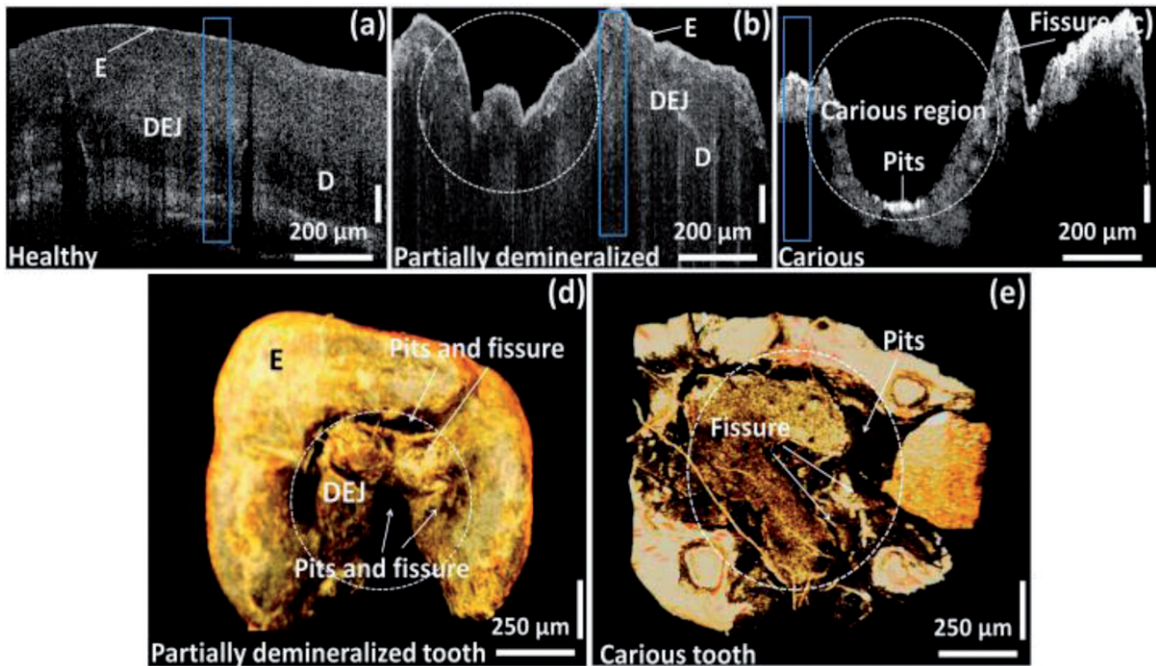 (a)
E
DEJ
D
200 μm
Healthy
(b)
E
DEJ
D
200 μm
Partially demineralized
Fissure (c)
Carious region
Pits
200 μm
Carious
(d)
E
Pits and fissure
DEJ
Pits and fissure
250 μm
Partially demineralized tooth
(e)
Pits
Fissure
250 μm
Carious tooth